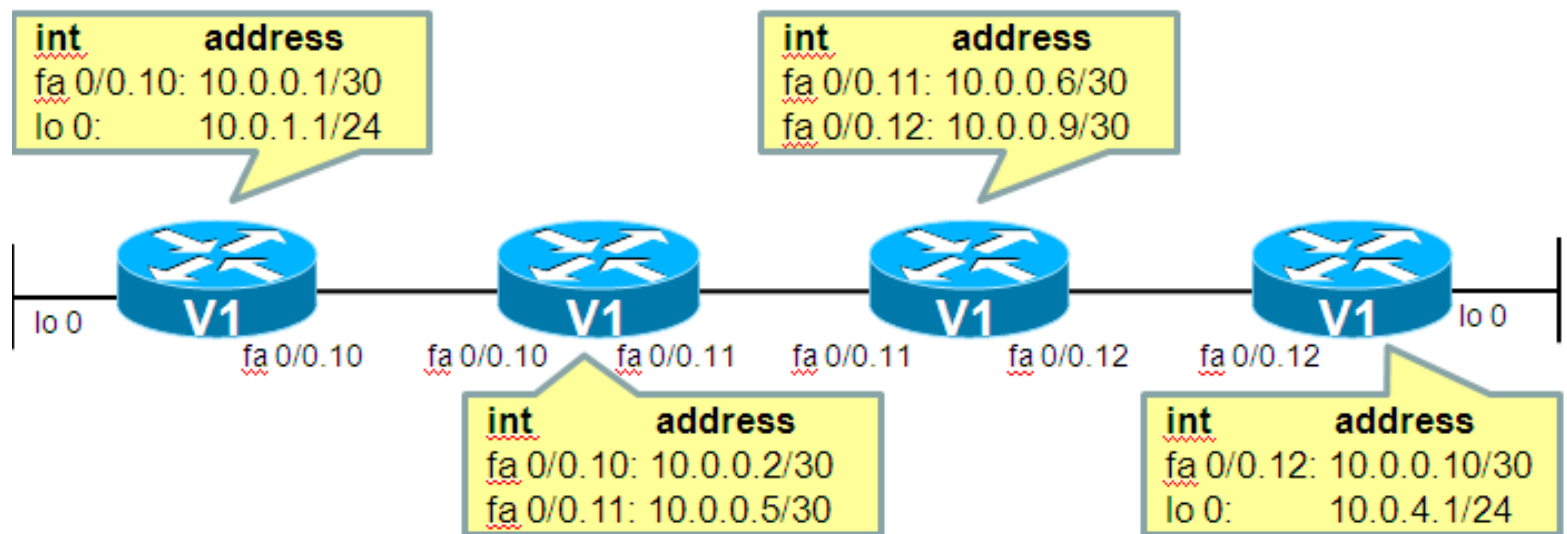 int address
fa 0/0.10: 10.0.0.1/30
lo 0: 10.0.1.1/24
int address
fa 0/0.11: 10.0.0.6/30
fa 0/0.12: 10.0.0.9/30
lo 0 V1 V1 V1 V1 lo 0
fa 0/0.10 fa 0/0.10 fa 0/0.11 fa 0/0.11 fa 0/0.12 fa 0/0.12
int address
fa 0/0.10: 10.0.0.2/30
fa 0/0.11: 10.0.0.5/30
int address
fa 0/0.12: 10.0.0.10/30
lo 0: 10.0.4.1/24